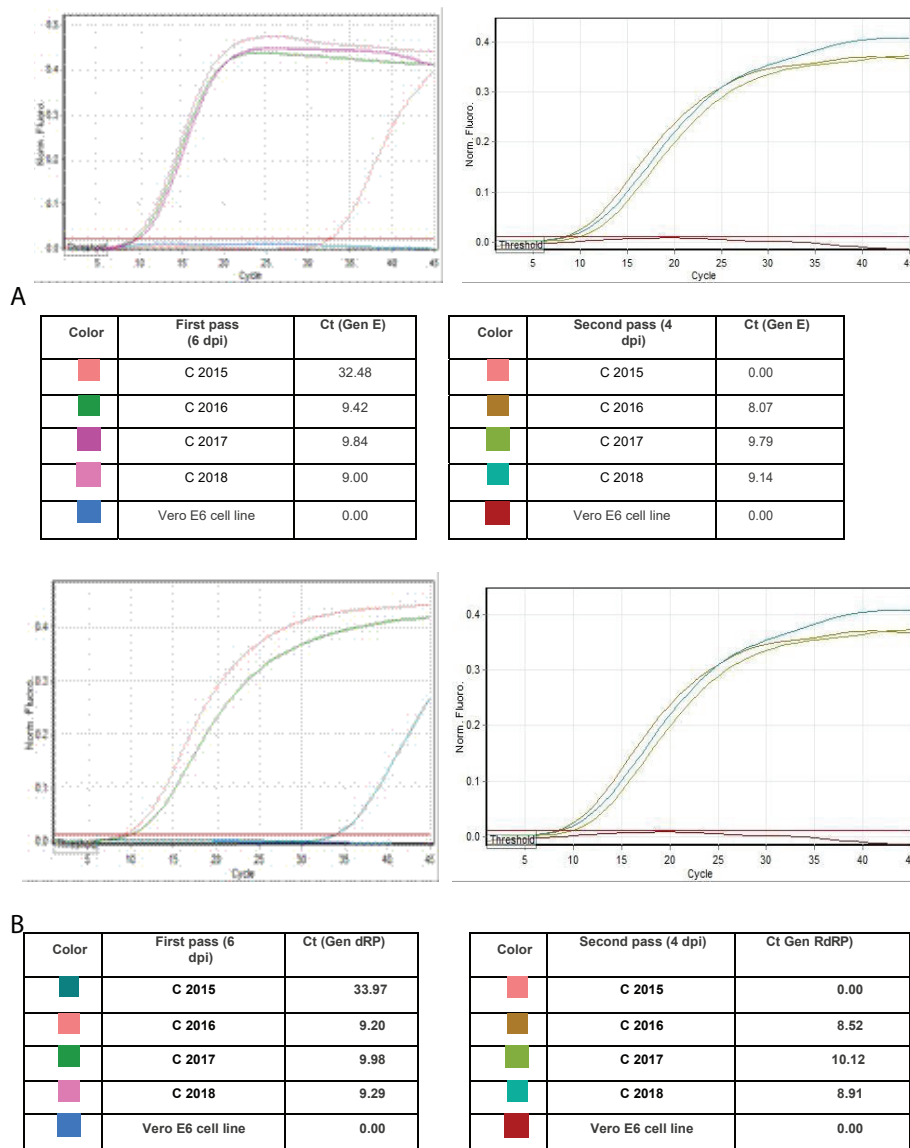 0.5
0.4
0.3
0.2
0.1
0.0
Norm. Fluoro.
Threshold
5 10 15 20 25 30 35 40 45
Cycle
0.4
0.3
0.2
0.1
0.0
Norm. Fluoro.
Threshold
5 10 15 20 25 30 35 40 45
Cycle
A
Color First pass (6 dpi) Ct (Gen E)
C 2015 32.48
C 2016 9.42
C 2017 9.84
C 2018 9.00
Vero E6 cell line 0.00
Color Second pass (4 dpi) Ct (Gen E)
C 2015 0.00
C 2016 8.07
C 2017 9.79
C 2018 9.14
Vero E6 cell line 0.00
0.4
0.3
0.2
0.1
0.0
Norm. Fluoro.
Threshold
5 10 15 20 25 30 35 40 45
Cycle
0.4
0.3
0.2
0.1
0.0
Norm. Fluoro.
Threshold
5 10 15 20 25 30 35 40 45
Cycle
B
Color First pass (6 dpi) Ct (Gen dRP)
C 2015 33.97
C 2016 9.20
C 2017 9.98
C 2018 9.29
Vero E6 cell line 0.00
Color Second pass (4 dpi) Ct Gen RdRP)
C 2015 0.00
C 2016 8.52
C 2017 10.12
C 2018 8.91
Vero E6 cell line 0.00